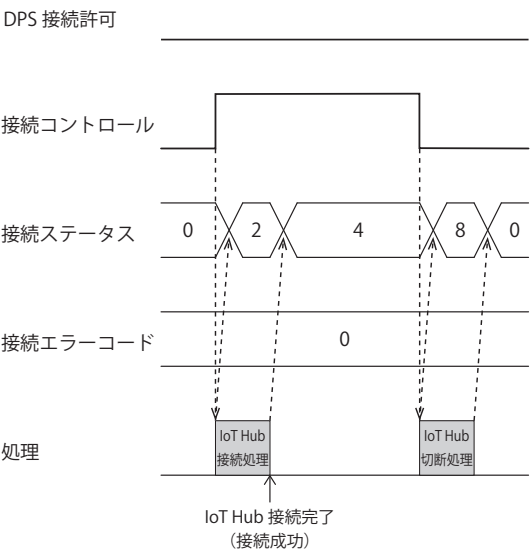 DPS 接続許可
接続コントロール
接続ステータス
0 2 4 8 0
接続エラーコード
0
処理
IoT Hub
接続処理
IoT Hub
切断処理
IoT Hub 接続完了
（接続成功）